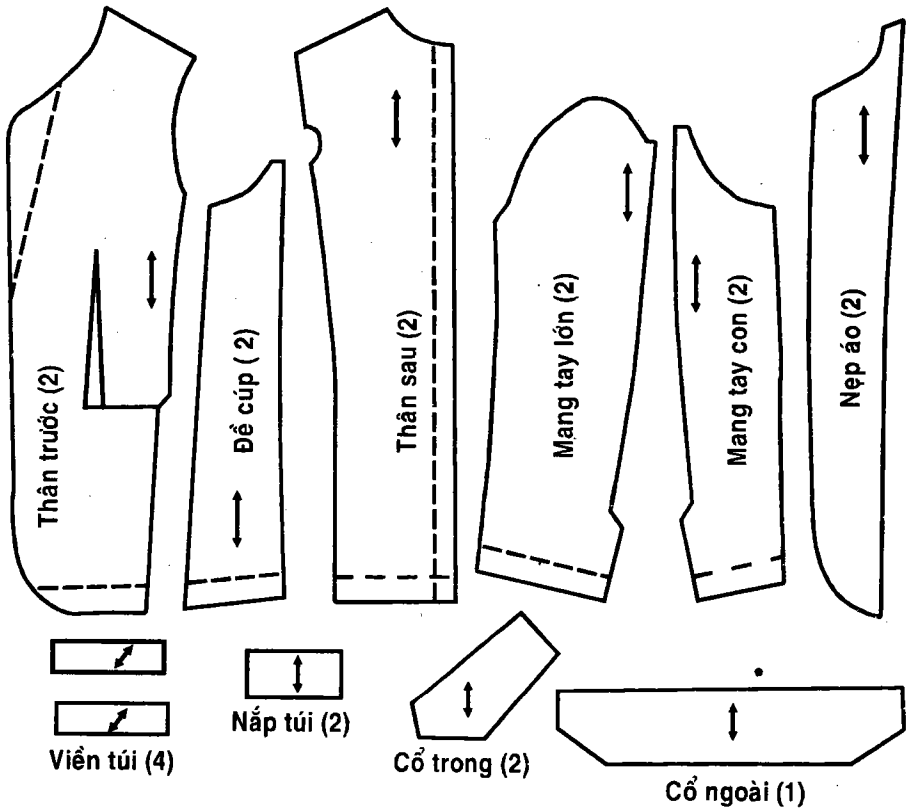 Thân trước (2)
Đề cúp ( 2)
Thân sau (2)
Mang tay lớn (2)
Mang tay con (2)
Nẹp áo (2)
Viền túi (4)
Nắp túi (2)
Cổ trong (2)
Cổ ngoài (1)